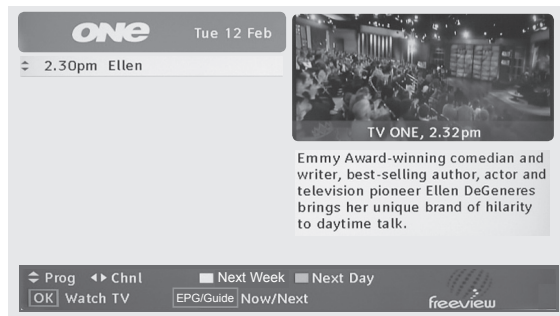 ONE
Tue 12 Feb
2.30pm Ellen
TV ONE, 2.32pm
Emmy Award-winning comedian and
writer, best-selling author, actor and
television pioneer Ellen DeGeneres
brings her unique brand of hilarity
to daytime talk.
Prog Chnl Next Week Next Day
OK Watch TV EPG/Guide Now/Next
freeview